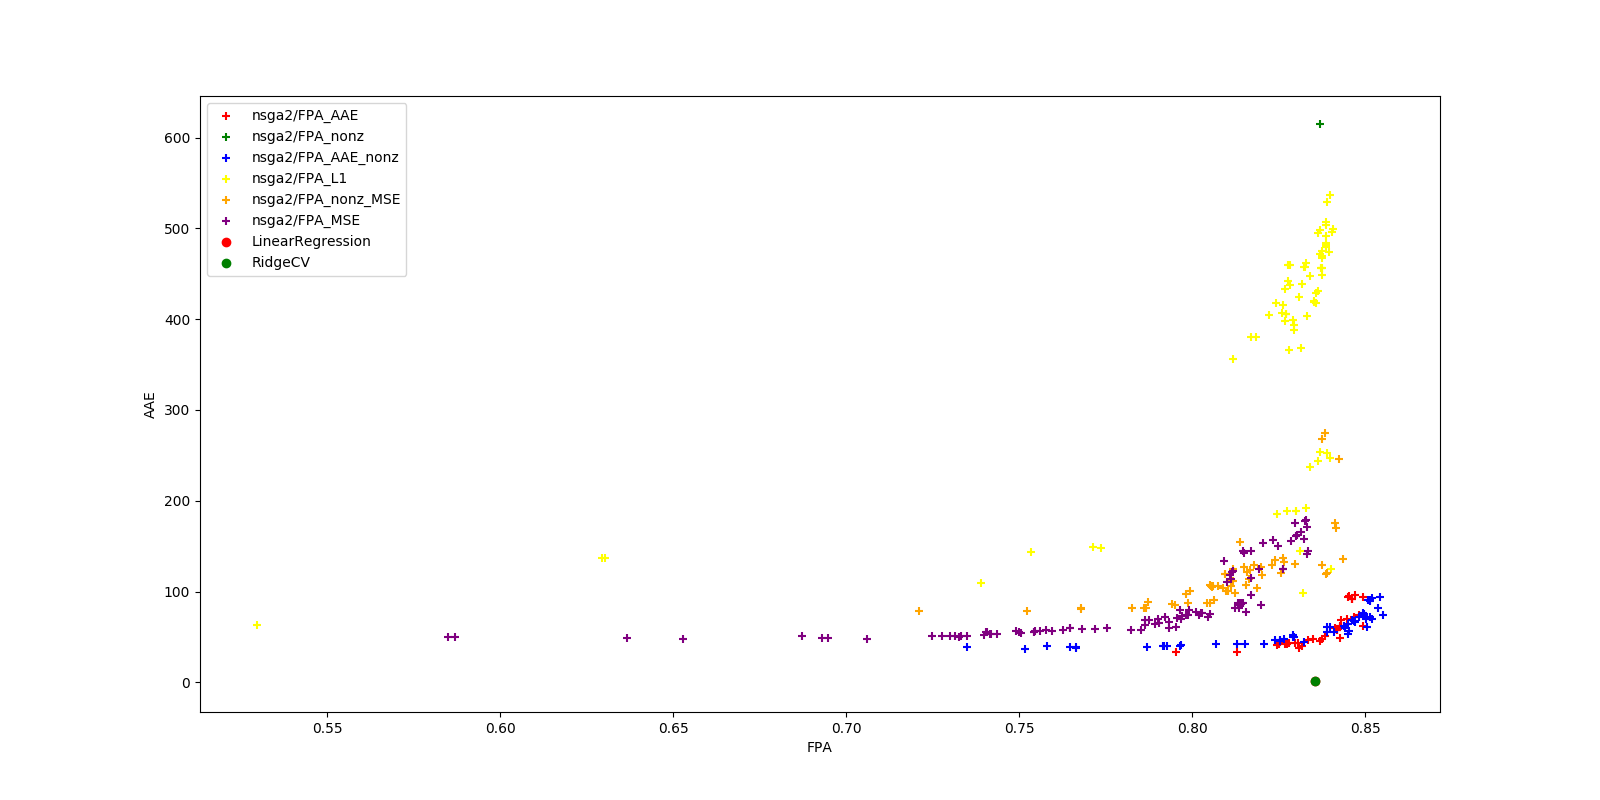 nsga2/FPA_AAE
nsga2/FPA_nonz
nsga2/FPA_AAE_nonz
nsga2/FPA_L1
nsga2/FPA_nonz_MSE
nsga2/FPA_MSE
LinearRegression
RidgeCV
600
500
400
300
200
100
0
AAE
0.55 0.60 0.65 0.70 0.75 0.80 0.85
FPA